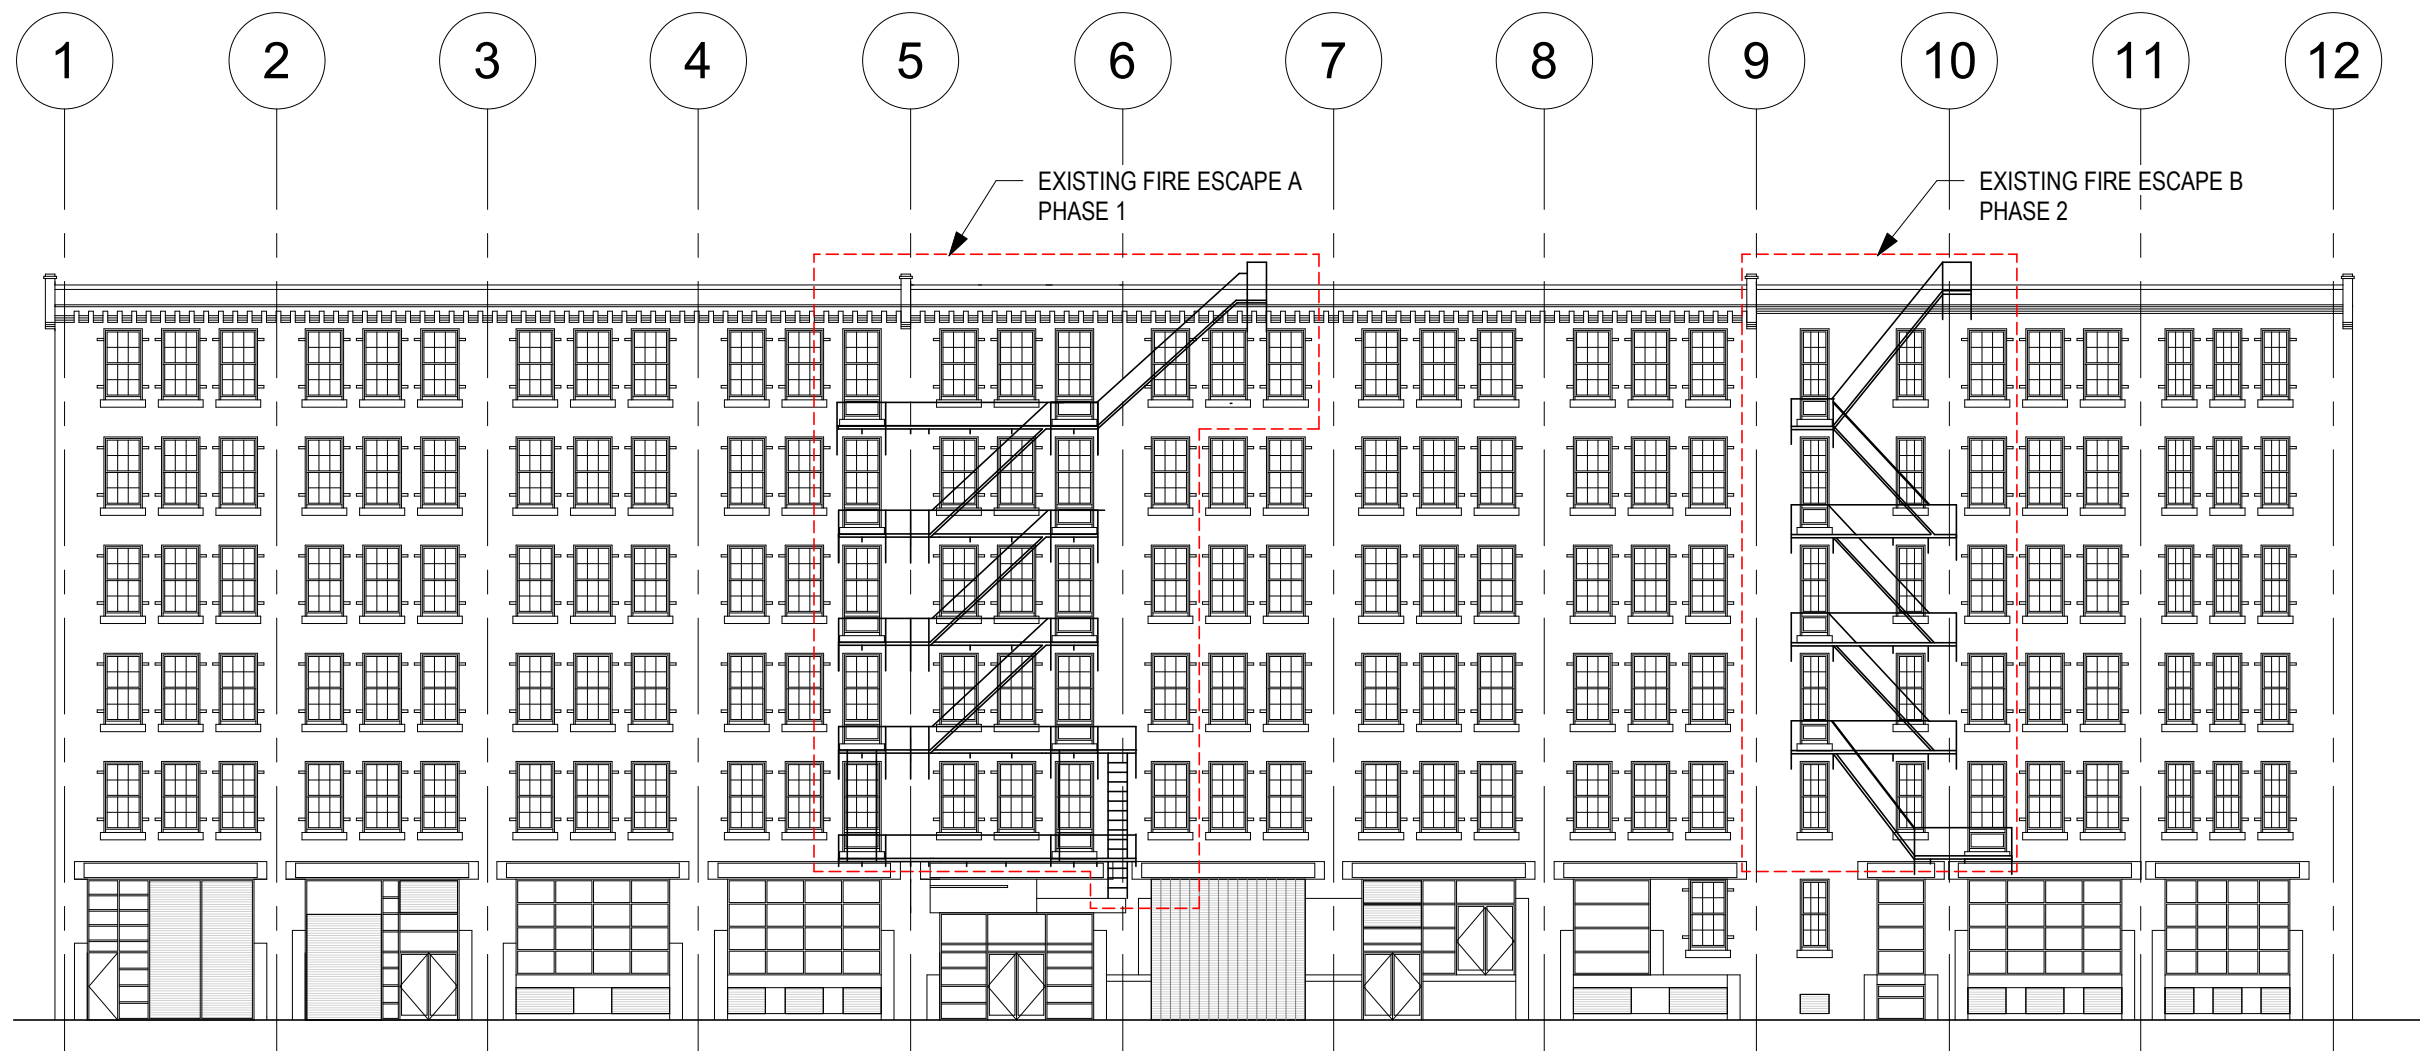 1 2 3 4 5 6 7 8 9 10 11 12
EXISTING FIRE ESCAPE A
PHASE 1
EXISTING FIRE ESCAPE B
PHASE 2